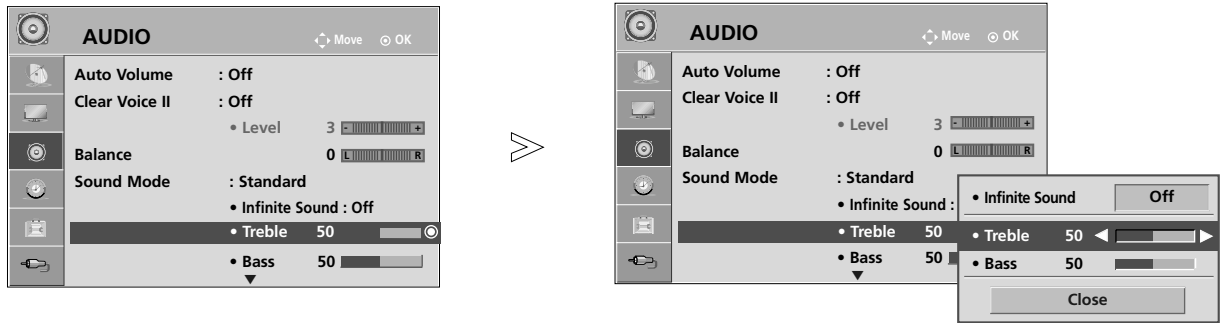 AUDIO
Move OK
Auto Volume : Off
Clear Voice II : Off
• Level 3 - +
Balance 0 L R
Sound Mode : Standard
• Infinite Sound : Off
• Treble 50
• Bass 50
AUDIO
Move OK
Auto Volume : Off
Clear Voice II : Off
• Level 3 - +
Balance 0 L R
Sound Mode : Standard
• Infinite Sound :
• Treble 50
• Bass 50
• Infinite Sound Off
• Treble 50
• Bass 50
Close